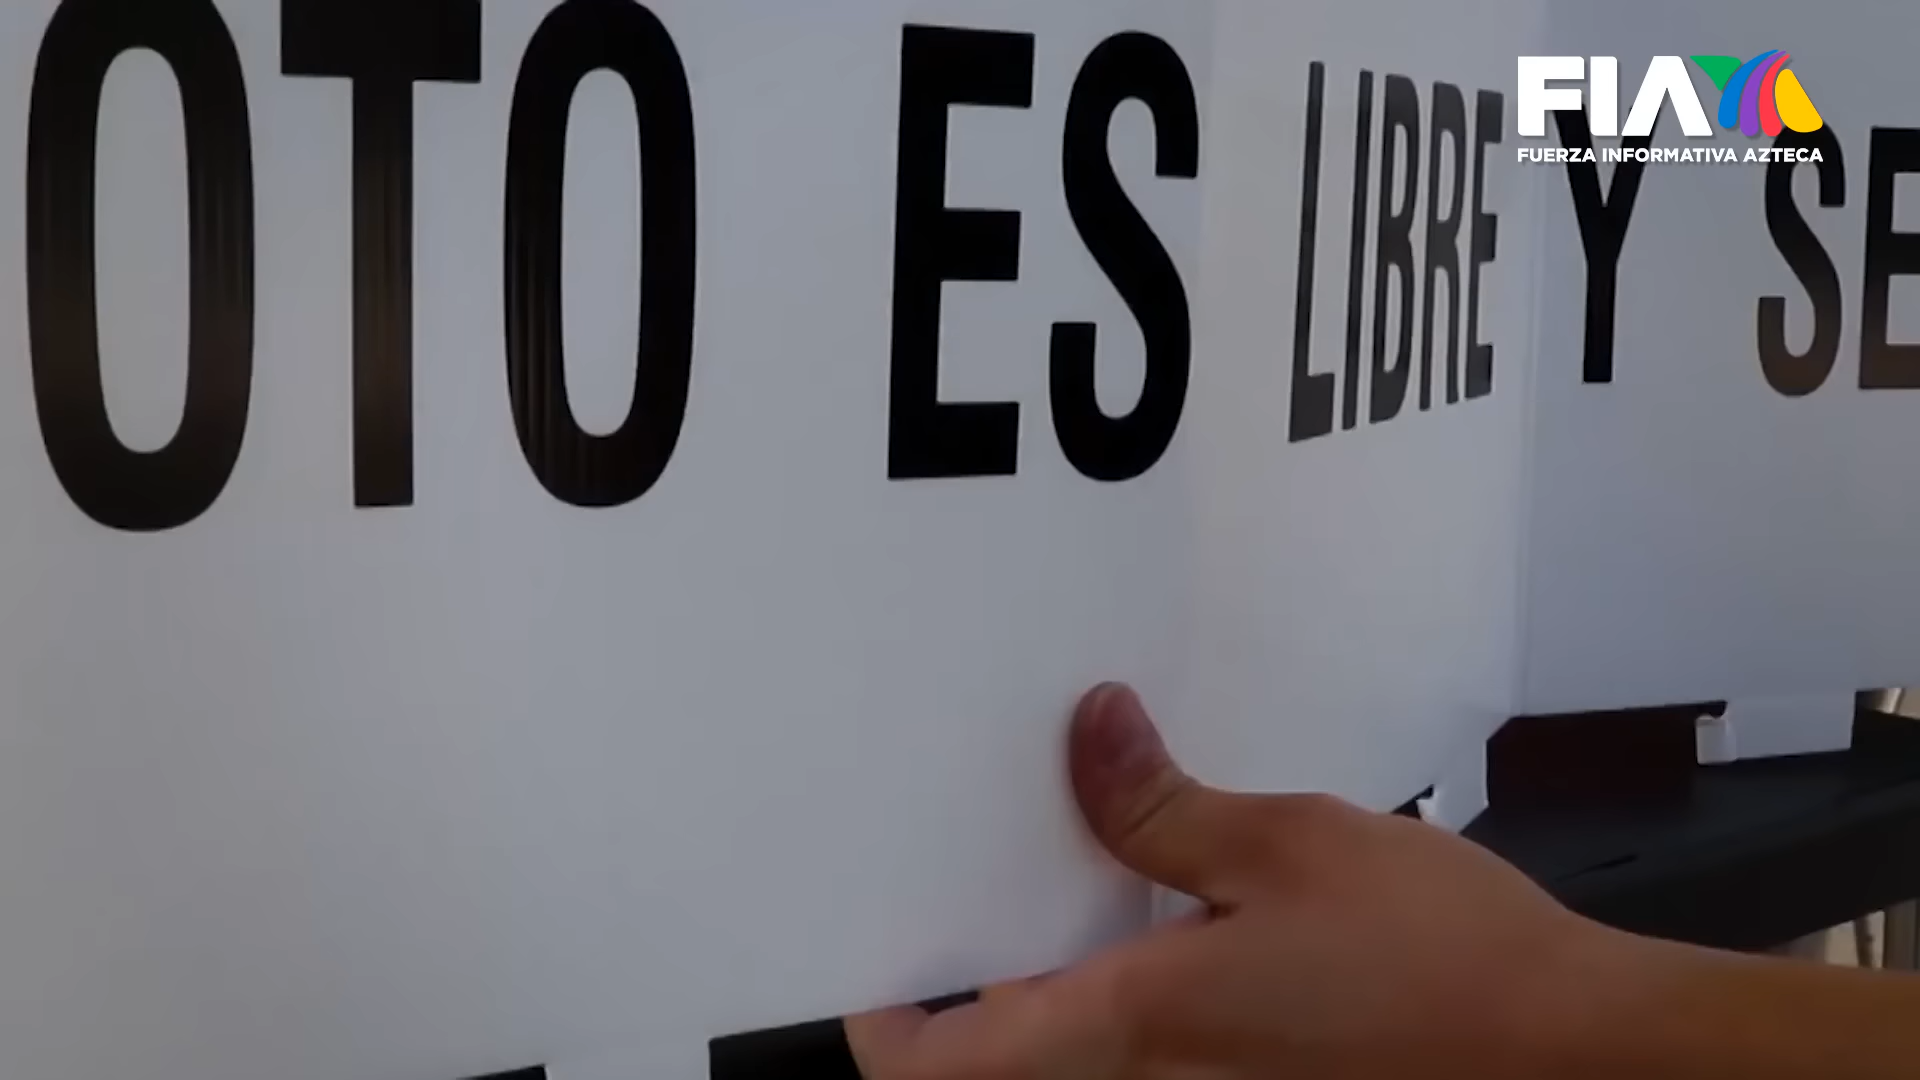 OTO ES LIBRE Y SE
FIA
FUERZA INFORMATIVA AZTECA